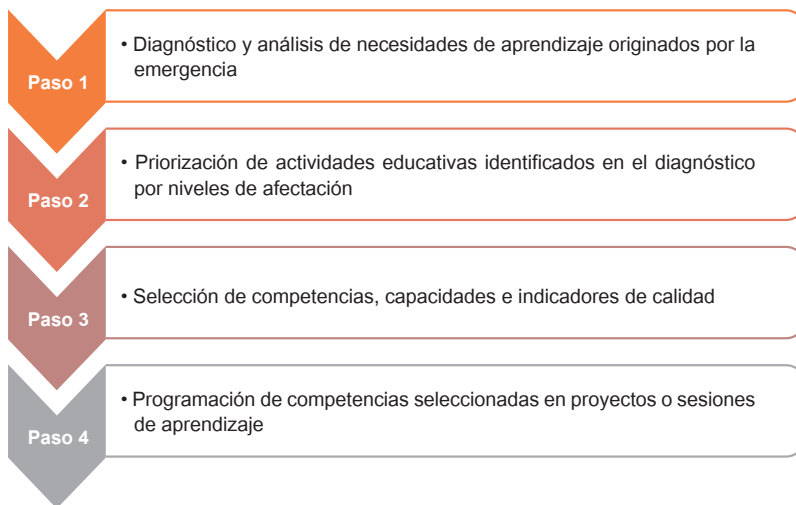 Paso 1
• Diagnóstico y análisis de necesidades de aprendizaje originados por la
emergencia
Paso 2
• Priorización de actividades educativas identificados en el diagnóstico
por niveles de afectación
Paso 3
• Selección de competencias, capacidades e indicadores de calidad
Paso 4
• Programación de competencias seleccionadas en proyectos o sesiones
de aprendizaje